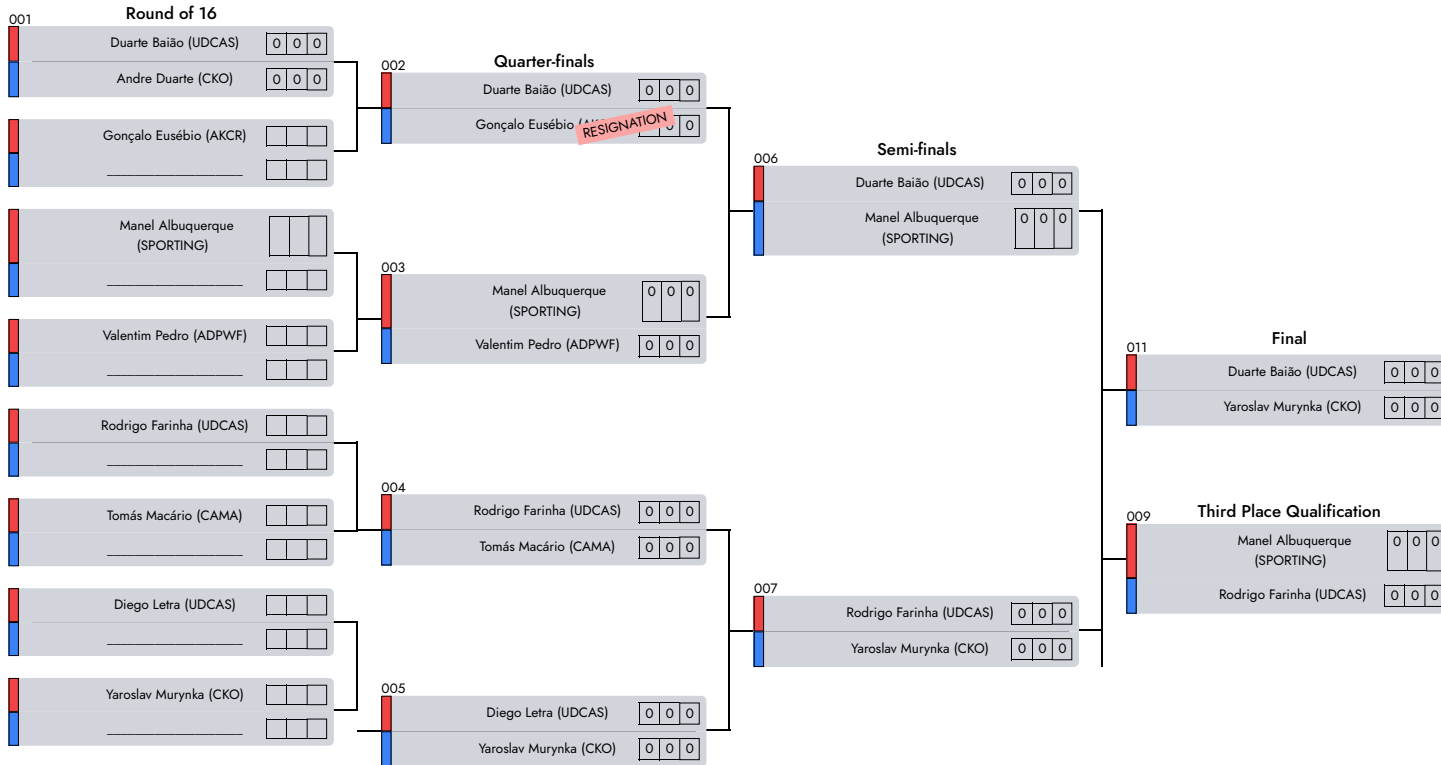 Round of 16
001
Duarte Baião (UDCAS) 0 0 0
Andre Duarte (CKO) 0 0 0
Gonçalo Eusébio (AKCR)
Manel Albuquerque
(SPORTING)
Valentim Pedro (ADPWF)
Rodrigo Farinha (UDCAS)
Tomás Macário (CAMA)
Diego Letra (UDCAS)
Yaroslav Murynka (CKO)
Quarter-finals
002
Duarte Baião (UDCAS) 0 0 0
Gonçalo Eusébio 0 0
RESIGNATION
003
Manel Albuquerque
(SPORTING) 0 0 0
Valentim Pedro (ADPWF) 0 0 0
004
Rodrigo Farinha (UDCAS) 0 0 0
Tomás Macário (CAMA) 0 0 0
005
Diego Letra (UDCAS) 0 0 0
Yaroslav Murynka (CKO) 0 0 0
Semi-finals
006
Duarte Baião (UDCAS) 0 0 0
Manel Albuquerque
(SPORTING) 0 0 0
007
Rodrigo Farinha (UDCAS) 0 0 0
Yaroslav Murynka (CKO) 0 0 0
Final
011
Duarte Baião (UDCAS) 0 0 0
Yaroslav Murynka (CKO) 0 0 0
Third Place Qualification
009
Manel Albuquerque
(SPORTING) 0 0 0
Rodrigo Farinha (UDCAS) 0 0 0